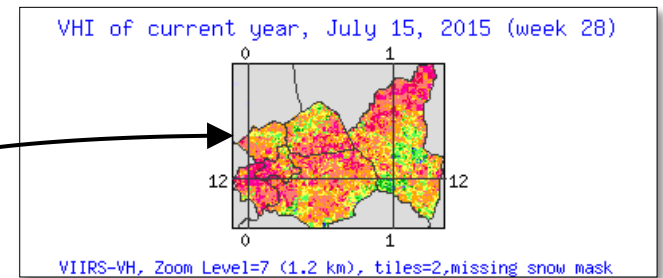 VHI of current year, July 15, 2015 (week 28)
0 1
12 12
0 1
VIIRS-VH, Zoom Level=7 (1.2 km), tiles=2,missing snow mask